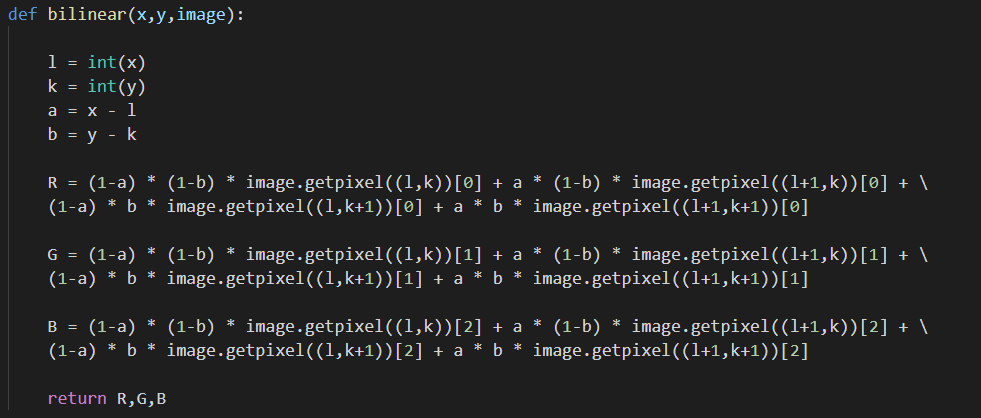 def bilinear(x,y,image):
l = int(x)
k = int(y)
a = x - l
b = y - k
R = (1-a) * (1-b) * image.getpixel((l,k))[0] + a * (1-b) * image.getpixel((l+1,k))[0] + \
(1-a) * b * image.getpixel((l,k+1))[0] + a * b * image.getpixel((l+1,k+1))[0]
G = (1-a) * (1-b) * image.getpixel((l,k))[1] + a * (1-b) * image.getpixel((l+1,k))[1] + \
(1-a) * b * image.getpixel((l,k+1))[1] + a * b * image.getpixel((l+1,k+1))[1]
B = (1-a) * (1-b) * image.getpixel((l,k))[2] + a * (1-b) * image.getpixel((l+1,k))[2] + \
(1-a) * b * image.getpixel((l,k+1))[2] + a * b * image.getpixel((l+1,k+1))[2]
return R,G,B